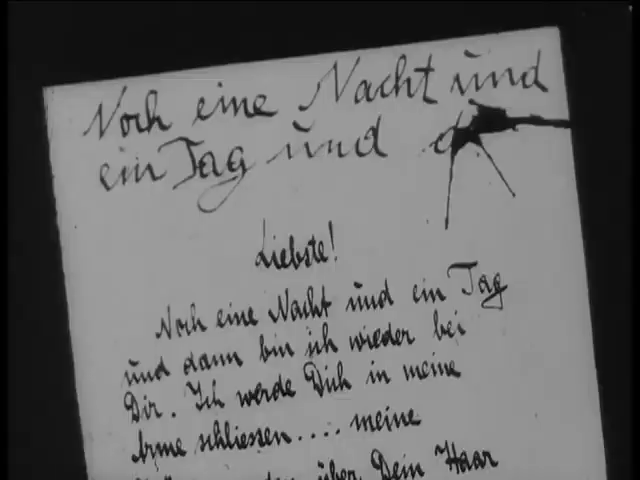 Noch eine Nacht und
ein Tag und d
Liebste!
Noch eine Nacht und ein Tag
und dann bin ich wieder bei
Dir. Ich werde Dich in meine
Arme schliessen.... meine
über Dein Haar